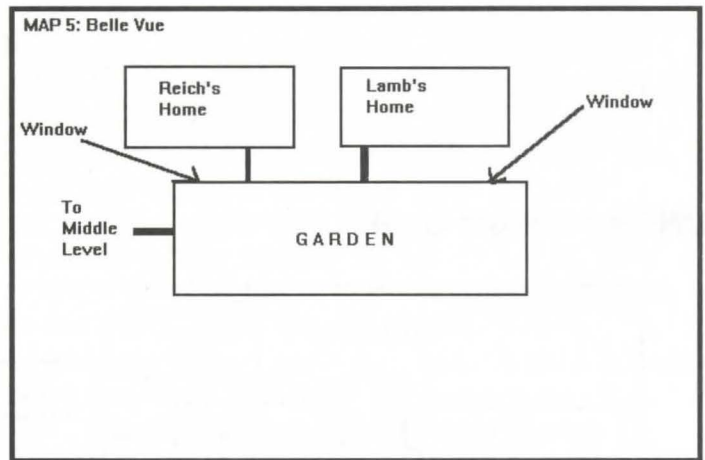 MAP 5: Belle Vue
Reich's
Home
Lamb's
Home
Window
Window
To
Middle
Level
GARDEN